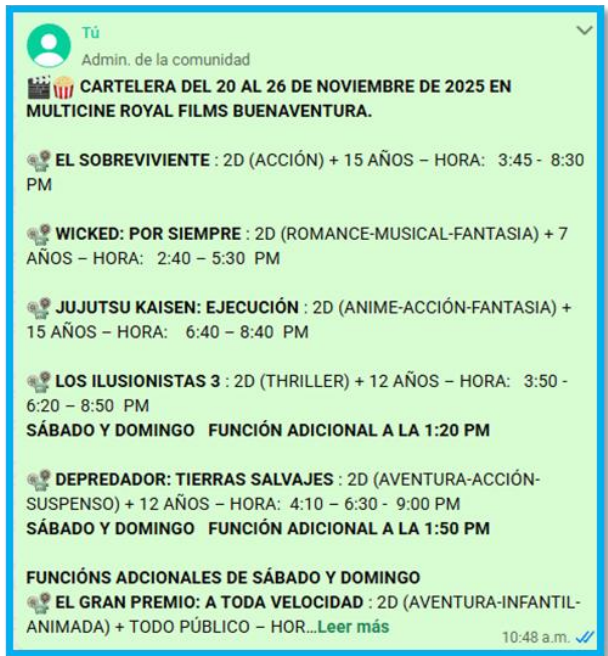 Tú
Admin. de la comunidad
🎬🍿 CARTELERA DEL 20 AL 26 DE NOVIEMBRE DE 2025 EN
MULTICINE ROYAL FILMS BUENAVENTURA.
📽️ EL SOBREVIVIENTE : 2D (ACCIÓN) + 15 AÑOS – HORA: 3:45 - 8:30
PM
📽️ WICKED: POR SIEMPRE : 2D (ROMANCE-MUSICAL-FANTASIA) + 7
AÑOS – HORA: 2:40 – 5:30 PM
📽️ JUJUTSU KAISEN: EJECUCIÓN : 2D (ANIME-ACCIÓN-FANTASIA) +
15 AÑOS – HORA: 6:40 – 8:40 PM
📽️ LOS ILUSIONISTAS 3 : 2D (THRILLER) + 12 AÑOS – HORA: 3:50 -
6:20 – 8:50 PM
SÁBADO Y DOMINGO FUNCIÓN ADICIONAL A LA 1:20 PM
📽️ DEPREDADOR: TIERRAS SALVAJES : 2D (AVENTURA-ACCIÓN-
SUSPENSO) + 12 AÑOS – HORA: 4:10 – 6:30 - 9:00 PM
SÁBADO Y DOMINGO FUNCIÓN ADICIONAL A LA 1:50 PM
FUNCIÓNS ADCIONALES DE SÁBADO Y DOMINGO
📽️ EL GRAN PREMIO: A TODA VELOCIDAD : 2D (AVENTURA-INFANTIL-
ANIMADA) + TODO PÚBLICO – HOR...Leer más
10:48 a.m.